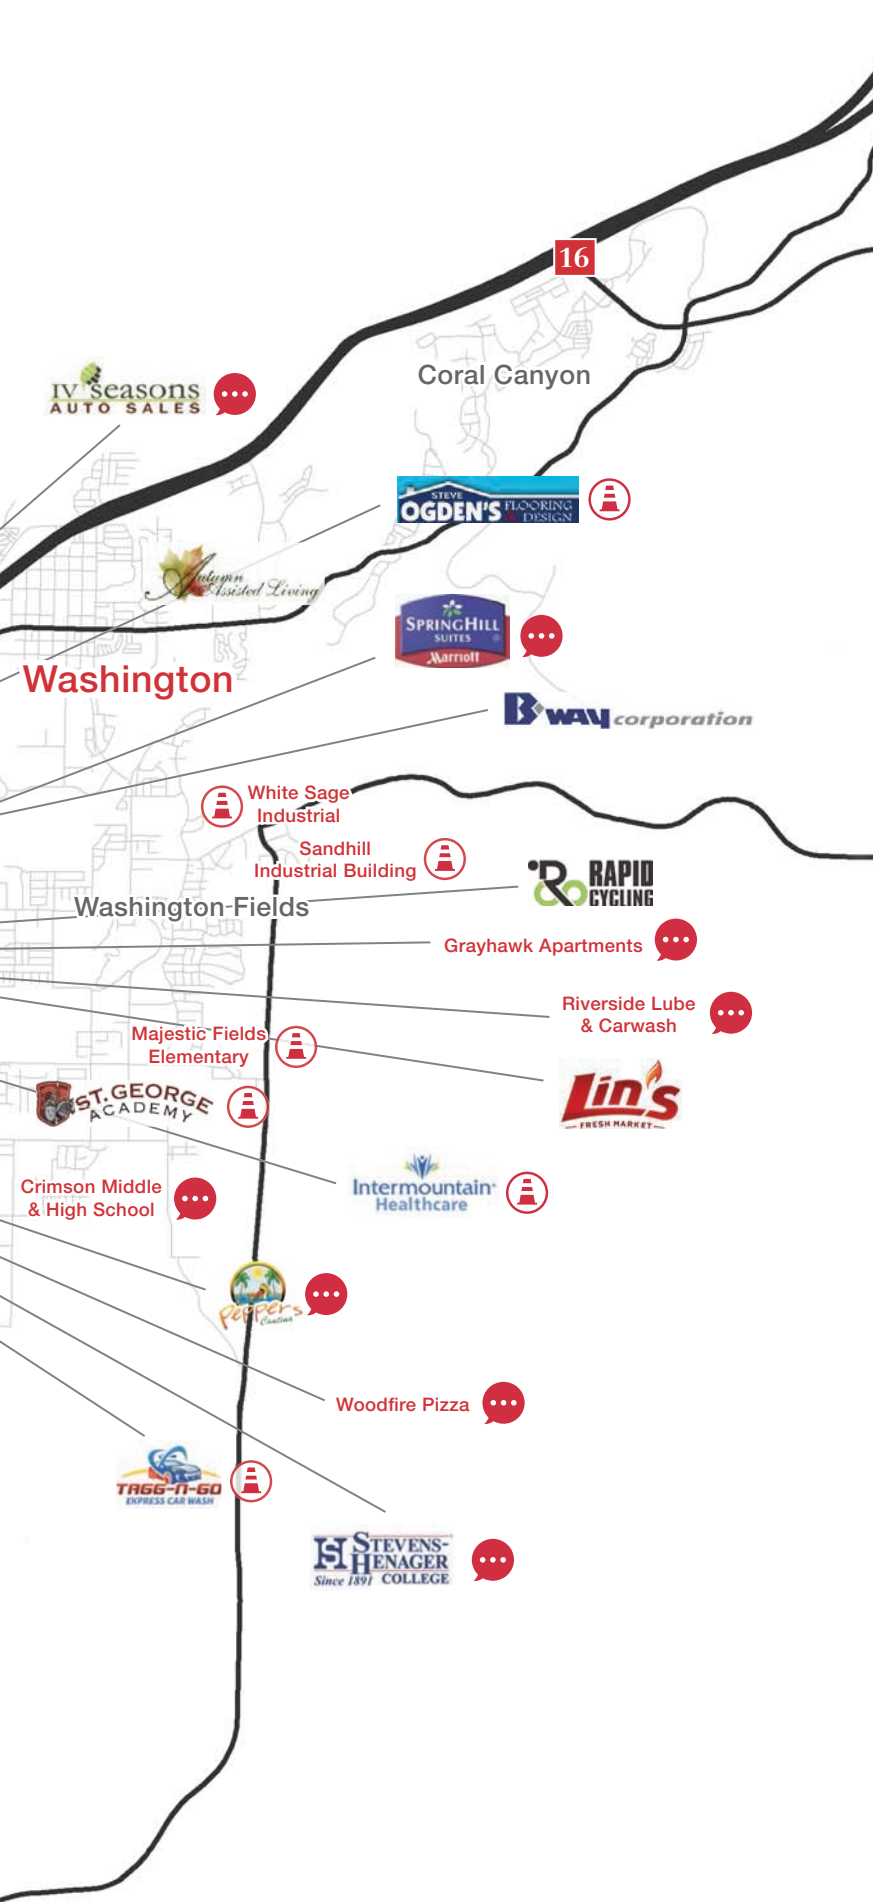 16
Coral Canyon
IV Seasons
AUTO SALES
STEVE
OGDEN'S
FLOORING
& DESIGN
Autumn
Assisted Living
SPRINGHILL
SUITES
Marriott
Washington
B WAY corporation
White Sage
Industrial
Sandhill
Industrial Building
RAPID
CYCLING
Washington Fields
Grayhawk Apartments
Riverside Lube
& Carwash
Majestic Fields
Elementary
Lin's
FRESH MARKET
ST. GEORGE
ACADEMY
Intermountain
Healthcare
Crimson Middle
& High School
Peppers
Cantina
Woodfire Pizza
TAGG-N-GO
EXPRESS CAR WASH
STEVENS-
HENAGER
Since 1891 COLLEGE